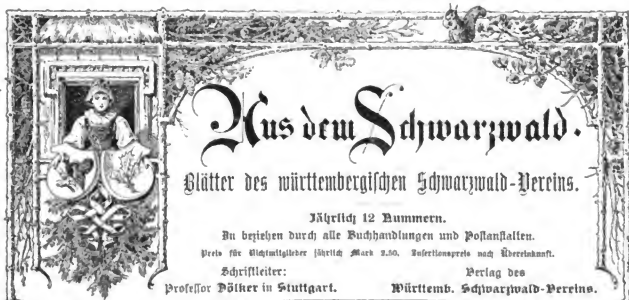 Aus dem Schwarzwald.
Blätter des württembergischen Schwarzwald-Vereins.
Jährlich 12 Nummern.
Zu beziehen durch alle Buchhandlungen und Postanstalten.
Preis für Nichtmitglieder jährlich Mark 2.50. Insertionspreis nach Übereinkunft.
Schriftleiter:
Professor Dölker in Stuttgart.
Verlag des
Württemb. Schwarzwald-Vereins.